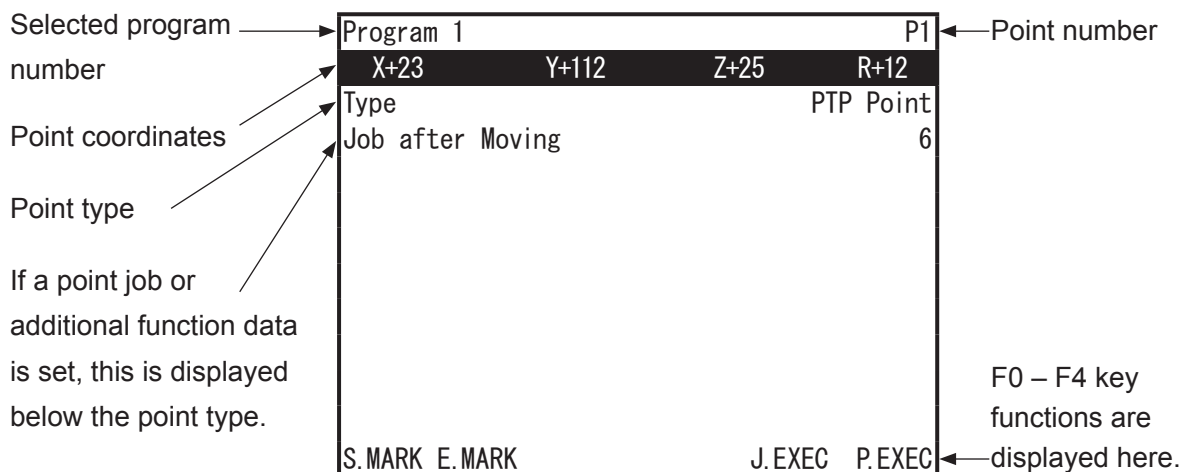 Selected program
number
Point coordinates
Point type
If a point job or
additional function data
is set, this is displayed
below the point type.
Program 1 P1
X+23 Y+112 Z+25 R+12
Type PTP Point
Job after Moving 6
S.MARK E.MARK J.EXEC P.EXEC
Point number
F0 – F4 key
functions are
displayed here.